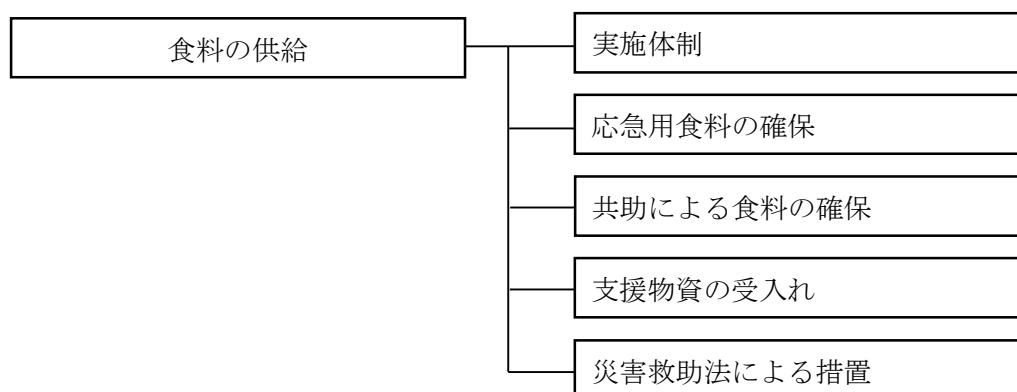 食料の供給
実施体制
応急用食料の確保
共助による食料の確保
支援物資の受入れ
災害救助法による措置